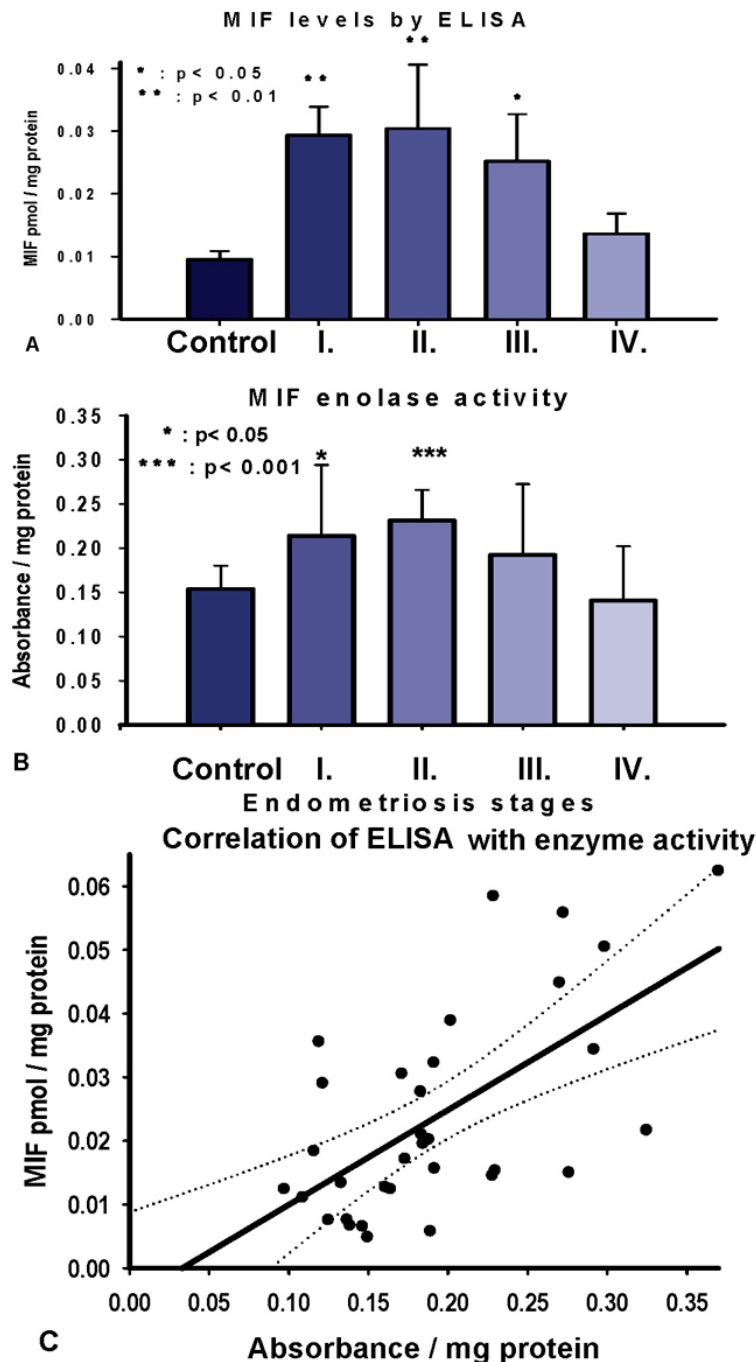 MIF levels by ELISA
* : p< 0.05
** : p< 0.01
** ** *
0.04
0.03
0.02
0.01
0.00
MIF pmol / mg protein
A
Control I. II. III. IV.
MIF enolase activity
* : p< 0.05
*** : p< 0.001
* ***
0.35
0.30
0.25
0.20
0.15
0.10
0.05
0.00
Absorbance / mg protein
B
Control I. II. III. IV.
Endometriosis stages
Correlation of ELISA with enzyme activity
0.06
0.05
0.04
0.03
0.02
0.01
0.00
MIF pmol / mg protein
0.00 0.05 0.10 0.15 0.20 0.25 0.30 0.35
C
Absorbance / mg protein